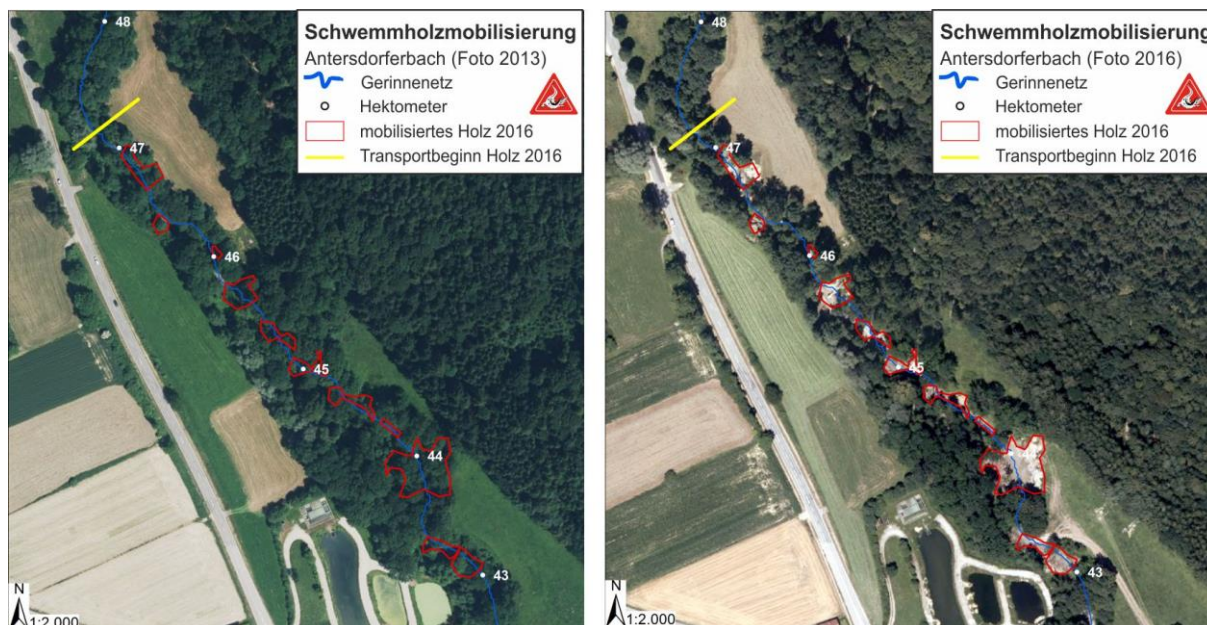 48
Schwemmholzmobilisierung
Antersdorferbach (Foto 2013)
Gerinnenetz
Hektometer
mobilisiertes Holz 2016
Transportbeginn Holz 2016
47
46
45
44
43
N
1:2.000
48
Schwemmholzmobilisierung
Antersdorferbach (Foto 2016)
Gerinnenetz
Hektometer
mobilisiertes Holz 2016
Transportbeginn Holz 2016
47
46
45
44
43
N
1:2.000